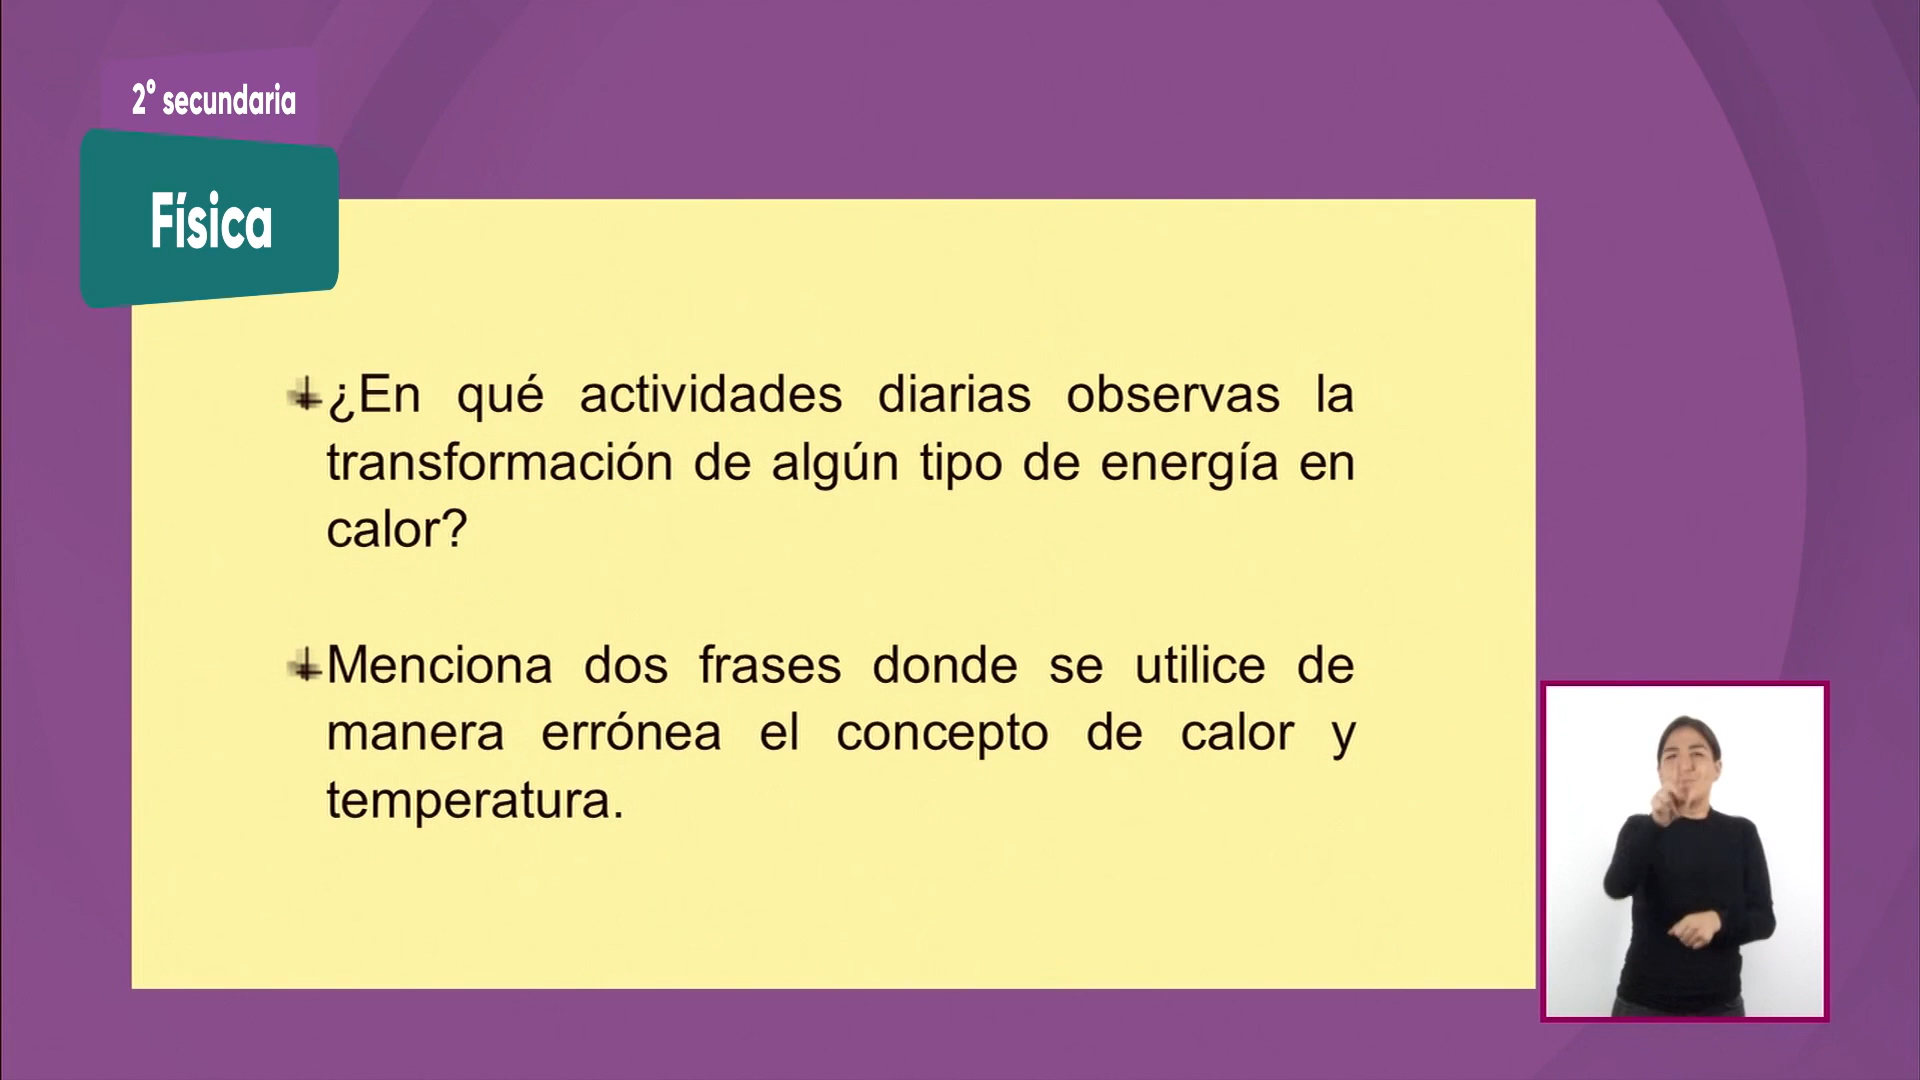 2° secundaria
Física
¿En qué actividades diarias observas la
transformación de algún tipo de energía en
calor?
Menciona dos frases donde se utilice de
manera errónea el concepto de calor y
temperatura.